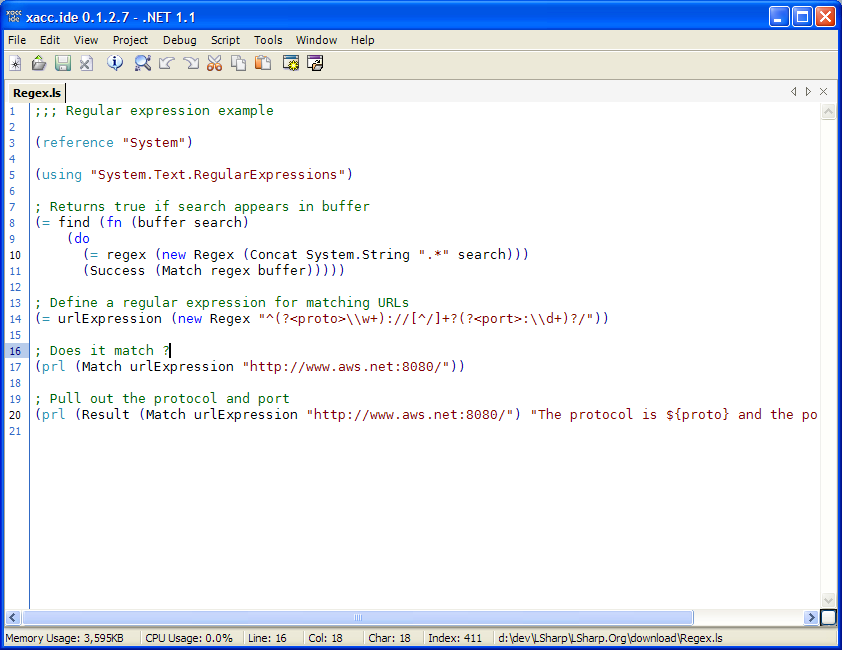 xacc.ide 0.1.2.7 - .NET 1.1
File Edit View Project Debug Script Tools Window Help
Regex.ls
1 ;;; Regular expression example
2
3 (reference "System")
4
5 (using "System.Text.RegularExpressions")
6
7 ; Returns true if search appears in buffer
8 (= find (fn (buffer search)
9 (do
10 (= regex (new Regex (Concat System.String ".*" search)))
11 (Success (Match regex buffer)))))
12
13 ; Define a regular expression for matching URLs
14 (= urlExpression (new Regex "^(?<proto>\\w+)://[^/]+?(?<port>:\\d+)?/"))
15
16 ; Does it match ?
17 (prl (Match urlExpression "http://www.aws.net:8080/"))
18
19 ; Pull out the protocol and port
20 (prl (Result (Match urlExpression "http://www.aws.net:8080/") "The protocol is ${proto} and the po
21
Memory Usage: 3,595KB CPU Usage: 0.0% Line: 16 Col: 18 Char: 18 Index: 411 d:\dev\LSharp\LSharp.Org\download\Regex.ls